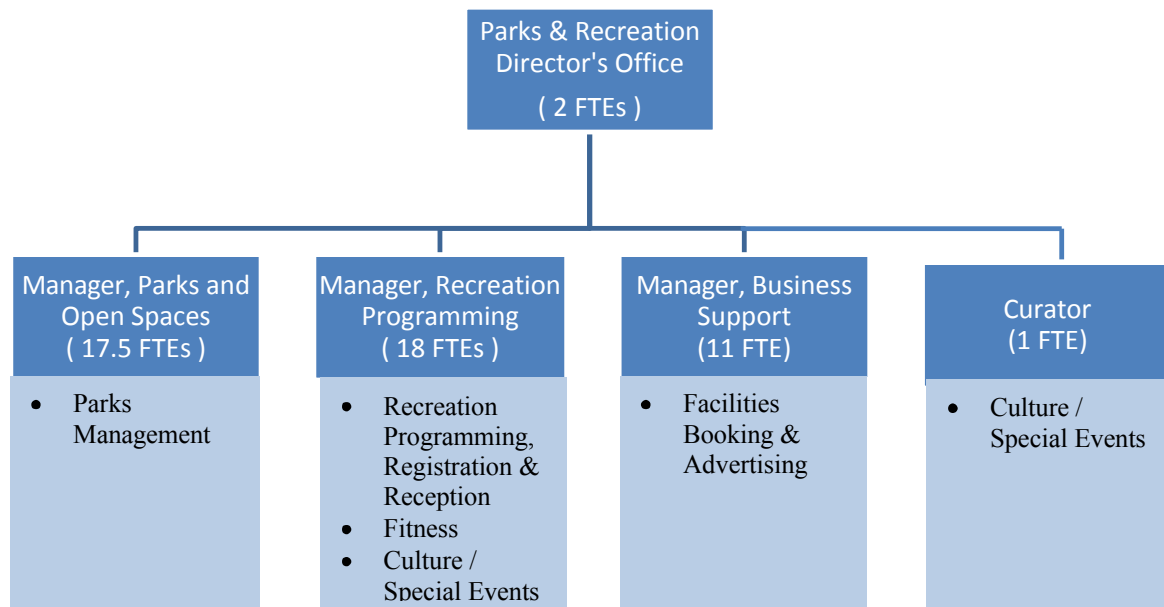 Parks & Recreation
Director's Office
( 2 FTEs )
Manager, Parks and
Open Spaces
( 17.5 FTEs )
• Parks
Management
Manager, Recreation
Programming
( 18 FTEs )
• Recreation
Programming,
Registration &
Reception
• Fitness
• Culture /
Special Events
Manager, Business
Support
(11 FTE)
• Facilities
Booking &
Advertising
Curator
(1 FTE)
• Culture /
Special Events